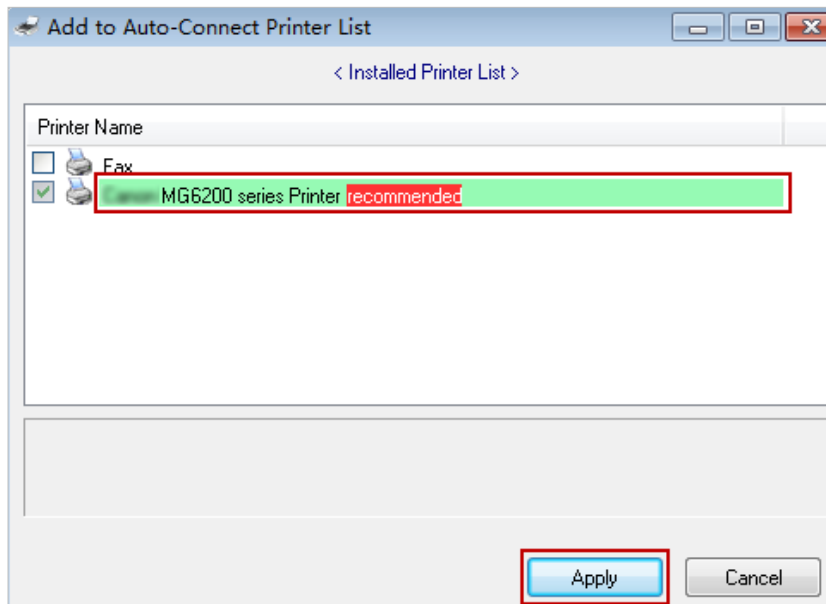 Add to Auto-Connect Printer List
< Installed Printer List >
Printer Name
Fax
MG6200 series Printer recommended
Apply
Cancel